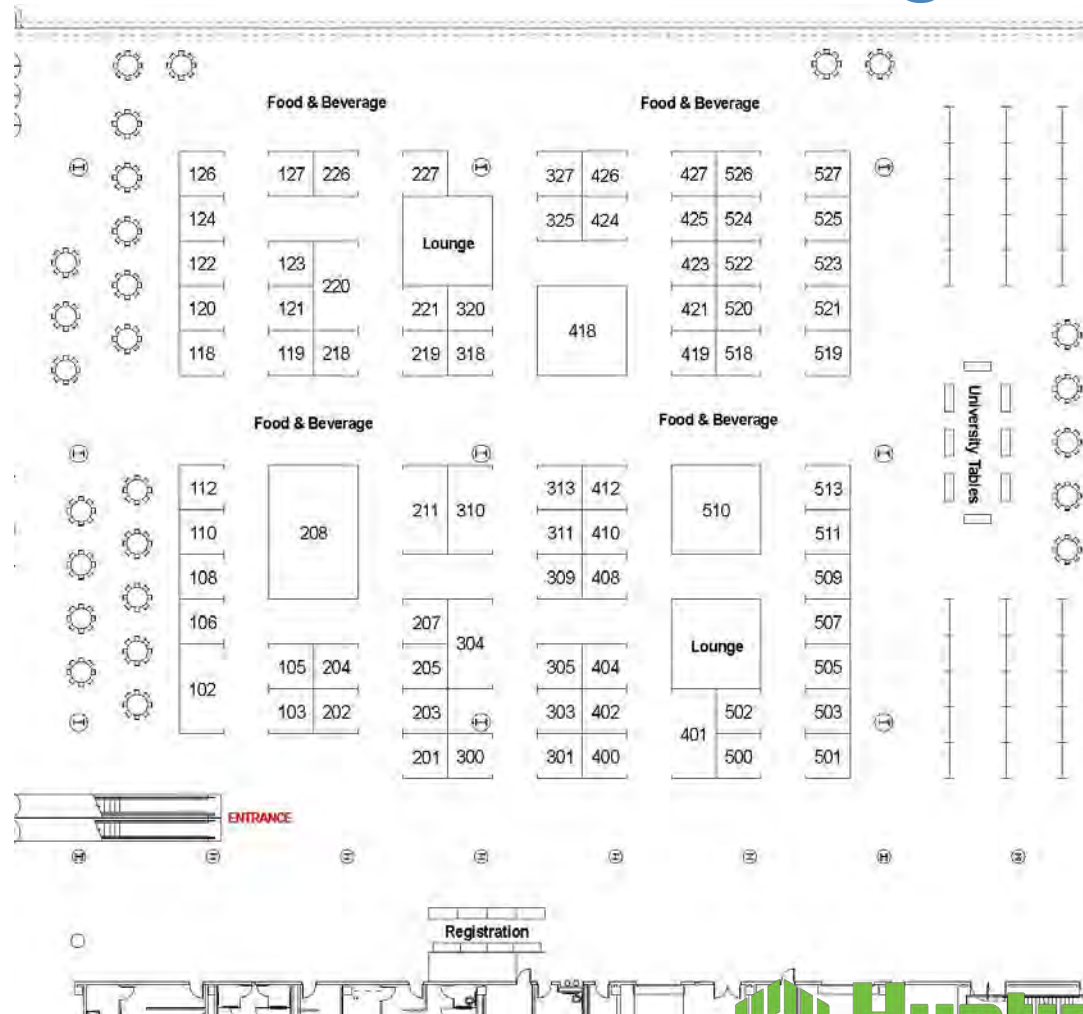 Food & Beverage Food & Beverage
126 127 226 227 327 426 427 526 527
124 325 424 425 524 525
Lounge
122 123 423 522 523
220
120 121 221 320 421 520 521
418
118 119 218 219 318 419 518 519
Food & Beverage Food & Beverage
University Tables
112 313 412 513
211 310 510
110 208 311 410 511
108 309 408 509
106 207 507
304 Lounge
105 204 205 305 404 505
102
103 202 203 303 402 502 503
401
201 300 301 400 500 501
ENTRANCE
Registration